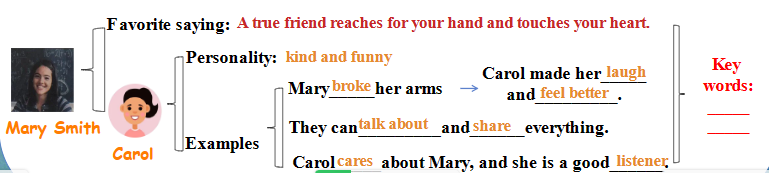 Favorite saying: A true friend reaches for your hand and touches your heart.
Personality: kind and funny
Mary broke her arms → Carol made her laugh
and feel better.
They can talk about and share everything.
Carol cares about Mary, and she is a good listener.
Examples
Mary Smith
Carol
Key
words: